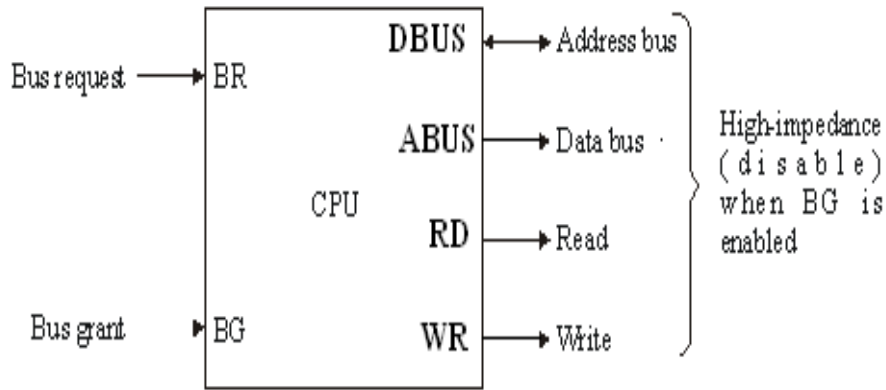 DBUS Address bus
Bus request BR
ABUS Data bus
High-impedance
(disable)
when BG is
enabled
CPU
RD Read
Bus grant BG
WR Write